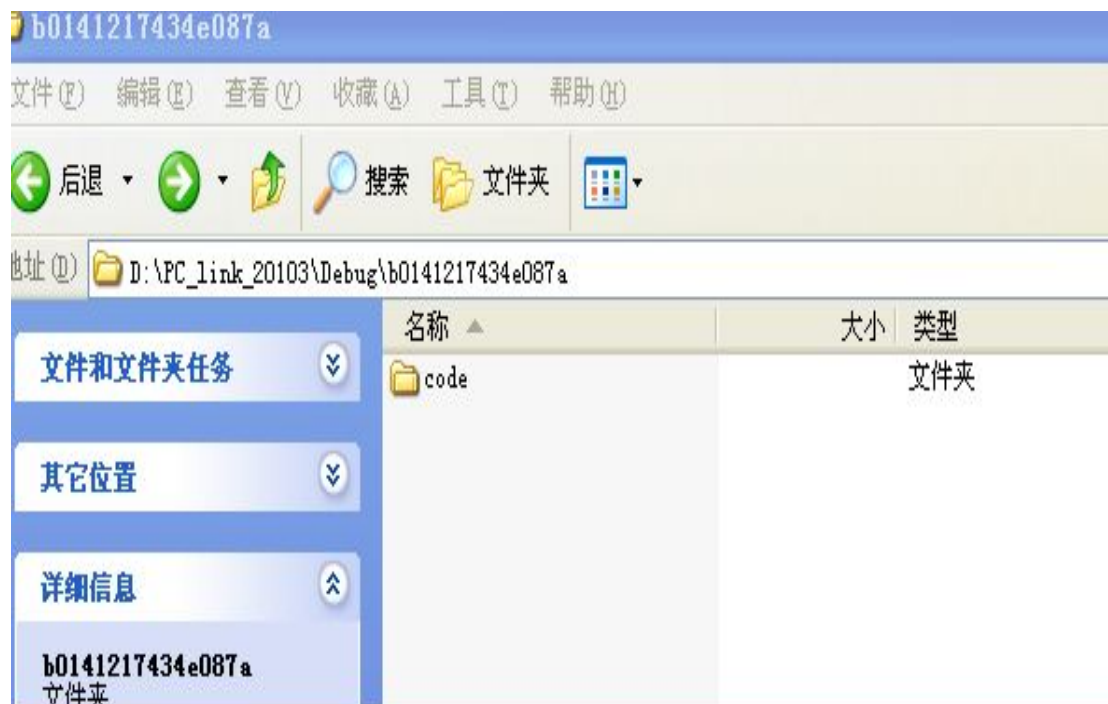 b0141217434e087a
文件(F) 编辑(E) 查看(V) 收藏(A) 工具(T) 帮助(H)
后退 搜索 文件夹
地址(D) D:\PC_link_20103\Debug\b0141217434e087a
名称 大小 类型
文件和文件夹任务
code 文件夹
其它位置
详细信息
b0141217434e087a
文件夹